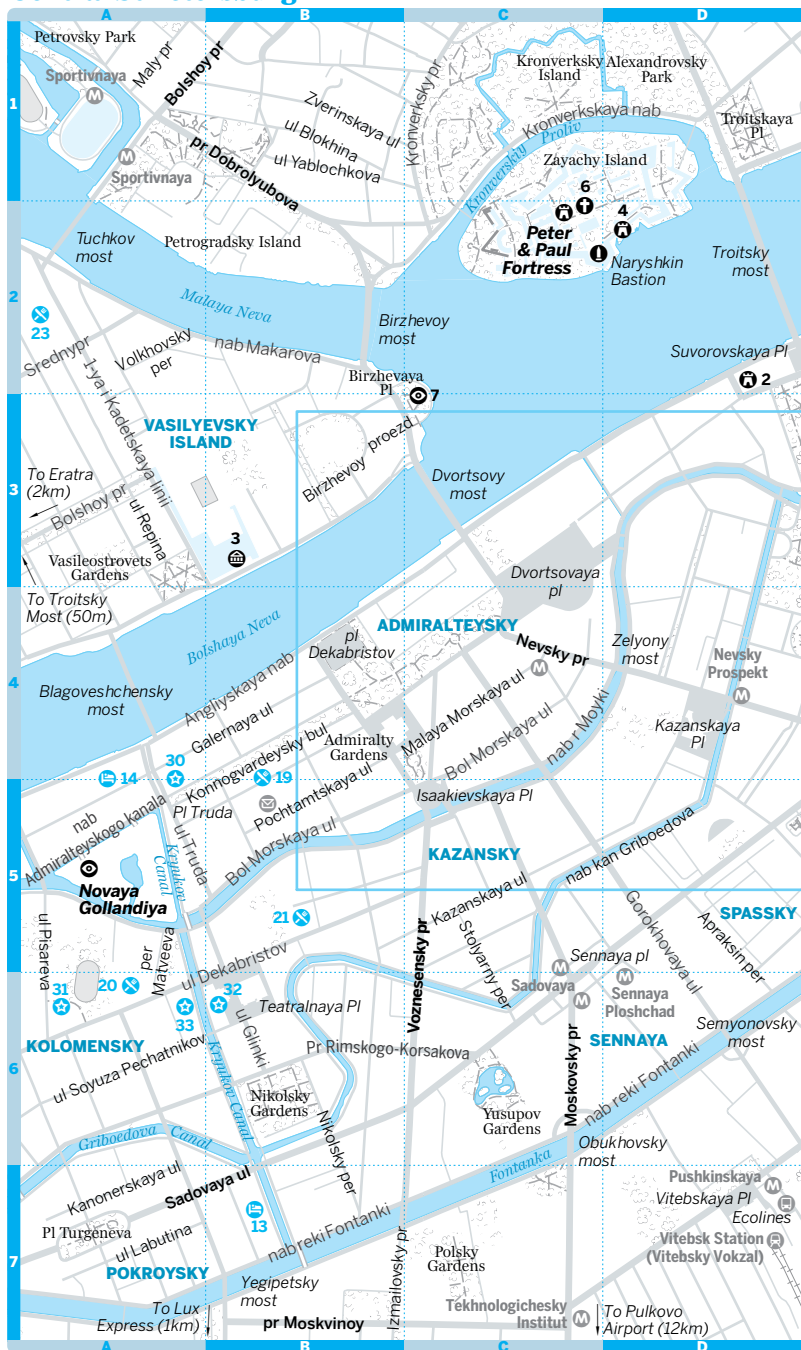 A
B
C
D
1
2
3
4
5
6
7
Petrovsky Park
Sportivnaya
M
Maly pr
Bolshoy pr
M
Sportivnaya
pr Dobrolyubova
Zverinskaya ul
ul Blokhina
ul Yablochkova
Kronverksky pr
Kronverksky
Island
Alexandrovsky
Park
Kronverkskaya nab
Troitskaya
Pl
Kronverkskiy Proliv
Zayachy Island
6
4
Peter
& Paul
Fortress
Naryshkin
Bastion
Troitsky
most
Tuchkov
most
Petrogradsky Island
Malaya Neva
Birzhevoy
most
23
Srednypr
Volkhovsky
per
nab Makarova
1-ya i Kadetskaya linii
Birzhevaya
Pl
7
Suvorovskaya Pl
2
VASILYEVSKY
ISLAND
Birzhevoy proezd
Dvortsovy
most
To Eratra
(2km)
Bolshoy pr
ul Repina
3
Vasileostrovets
Gardens
To Troitsky
Most (50m)
Dvortsovaya
pl
Bolshaya Neva
ADMIRALTEYSKY
pl
Dekabristov
Nevsky pr
M
Zelyony
most
Nevsky
Prospekt
M
Blagoveshchensky
most
Angliyskaya nab
Galernaya ul
Konnogvardeysky bul
Admiralty
Gardens
Malaya Morskaya ul
Bol Morskaya ul
nab r Moyki
Kazanskaya
Pl
14
30
19
Pochtamtskaya ul
Isaakievskaya Pl
nab
Admiralteyskogo kanala
Pl Truda
ul Truda
Bol Morskaya ul
KAZANSKY
nab kan Griboedova
Novaya
Gollandiya
Krjukov
Canal
21
Kazanskaya ul
Gorokhovaya ul
SPASSKY
Apraksin per
ul Pisareva
per
Matveeva
ul Dekabristov
Voznesensky pr
Stolyarny per
Sennaya pl
M
Sadovaya
M
M
Sennaya
Ploshchad
31
20
33
32
Teatralnaya Pl
ul Glinki
KOLOMENSKY
Semyonovsky
most
SENNAYA
ul Soyuza Pechatnikov
Krjukov Canal
Pr Rimskogo-Korsakova
Moskovsky pr
nab reki Fontanki
Nikolsky
Gardens
Yusupov
Gardens
Griboedova Canal
Nikolsky per
Obukhovsky
most
Kanonerskaya ul
Sadovaya ul
Fontanka
Pushkinskaya
M
Vitebskaya Pl
Ecolines
Pl Turgeneva
ul Labutina
13
nab reki Fontanki
Izmailovsky pr
Polsky
Gardens
Vitebsk Station
(Vitebsky Vokzal)
POKROYSKY
Yegipetsky
most
To Lux
Express (1km)
pr Moskvinoy
Tekhnologichesky
Institut
M
To Pulkovo
Airport (12km)
A
B
C
D